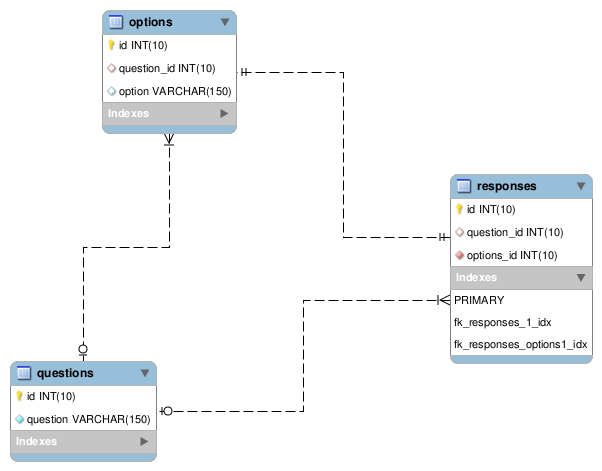 options
id INT(10)
question_id INT(10)
option VARCHAR(150)
Indexes
responses
id INT(10)
question_id INT(10)
options_id INT(10)
Indexes
PRIMARY
fk_responses_1_idx
fk_responses_options1_idx
questions
id INT(10)
question VARCHAR(150)
Indexes